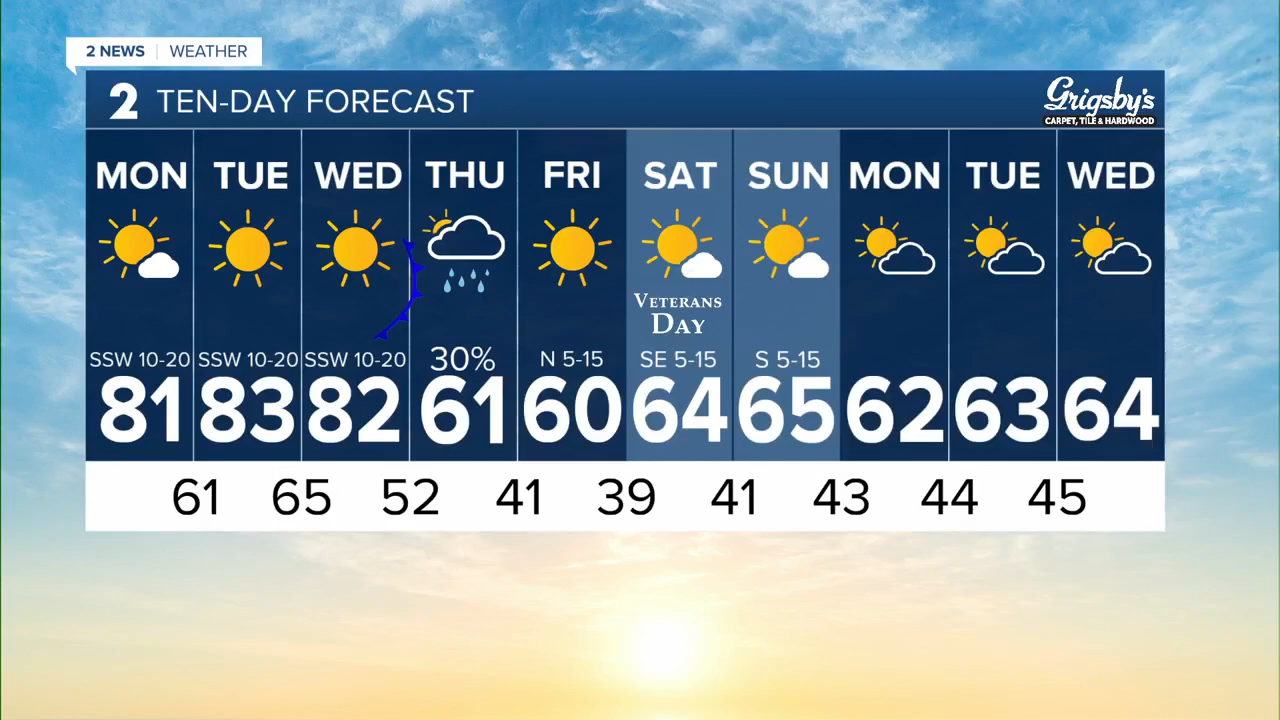 2 NEWS WEATHER
2 TEN-DAY FORECAST
Grigsby's
CARPET, TILE & HARDWOOD
MON TUE WED THU FRI SAT SUN MON TUE WED
VETERANS
DAY
SSW 10-20 SSW 10-20 SSW 10-20 30% N 5-15 SE 5-15 S 5-15
81 83 82 61 60 64 65 62 63 64
61 65 52 41 39 41 43 44 45